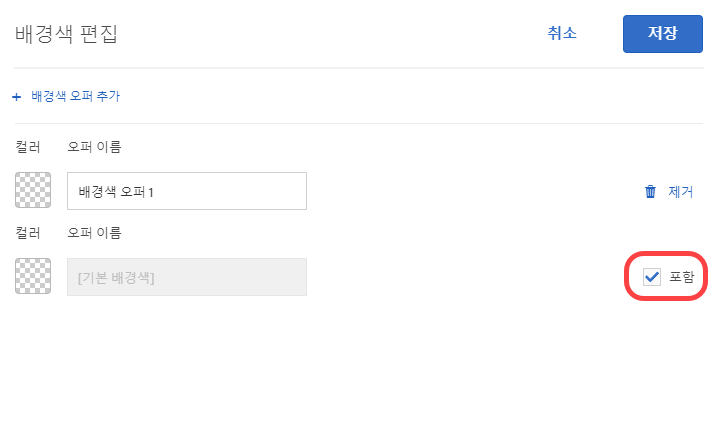 배경색 편집
취소
저장
+ 배경색 오퍼 추가
컬러 오퍼 이름
배경색 오퍼 1
제거
컬러 오퍼 이름
[기본 배경색]
포함